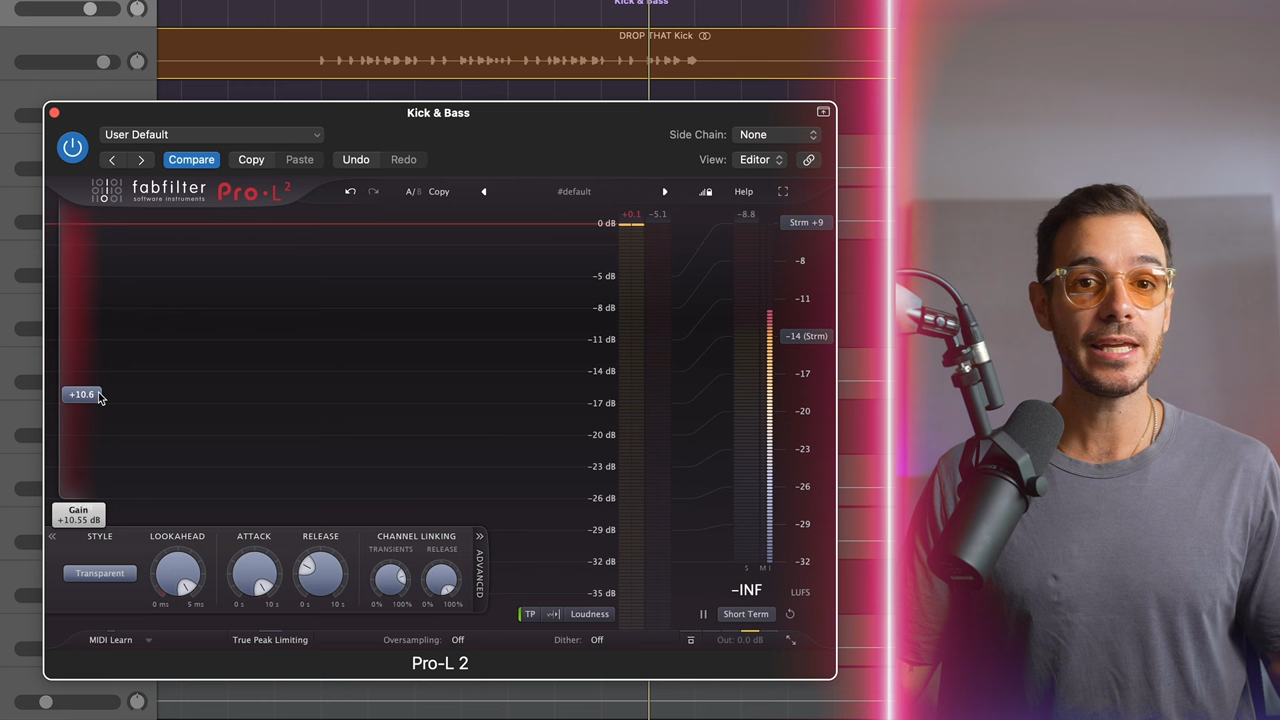 Kick & Bass
DROP THAT Kick
Kick & Bass
User Default
Side Chain: None
Compare Copy Paste Undo Redo
View: Editor
fabfilter Pro·L 2
software instruments
A/B Copy
#default
Help
+0.1 -5.1 -8.8
0 dB
Strm +9
-5 dB
-8 dB
-11 dB
-14 dB
-17 dB
-20 dB
-23 dB
-26 dB
-29 dB
-32 dB
-35 dB
-8
-11
-14 (Strm)
-17
-20
-23
-26
-29
-32
+10.6
Gain
+10.55 dB
STYLE
Transparent
LOOKAHEAD
0 ms 5 ms
ATTACK
0 s 10 s
RELEASE
0 s 10 s
CHANNEL LINKING
TRANSIENTS RELEASE
0% 100% 0% 100%
ADVANCED
S M I
-INF LUFS
TP Loudness
Short Term
MIDI Learn
True Peak Limiting
Oversampling: Off
Dither: Off
Out: 0.0 dB
Pro-L 2